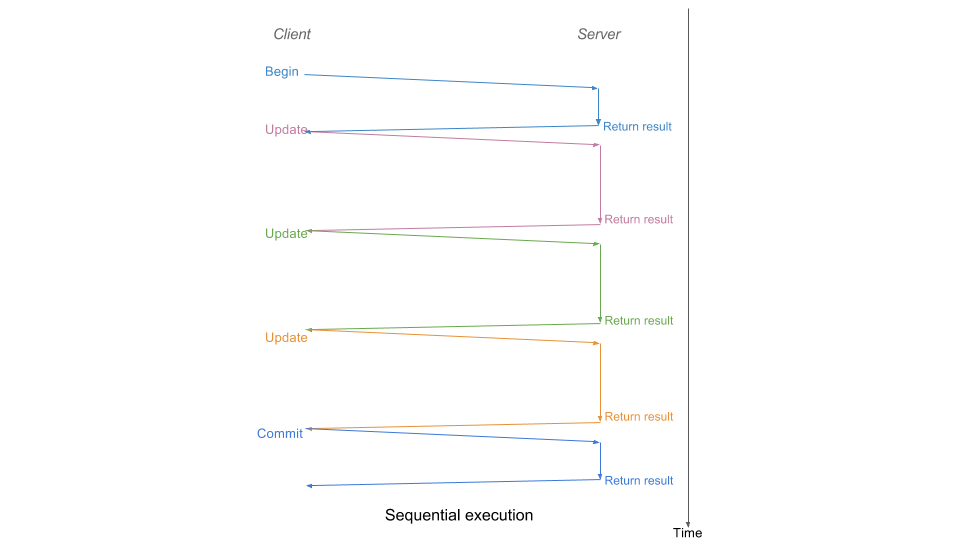 Client
Server
Begin
Return result
Update
Return result
Update
Return result
Update
Return result
Commit
Return result
Sequential execution
Time